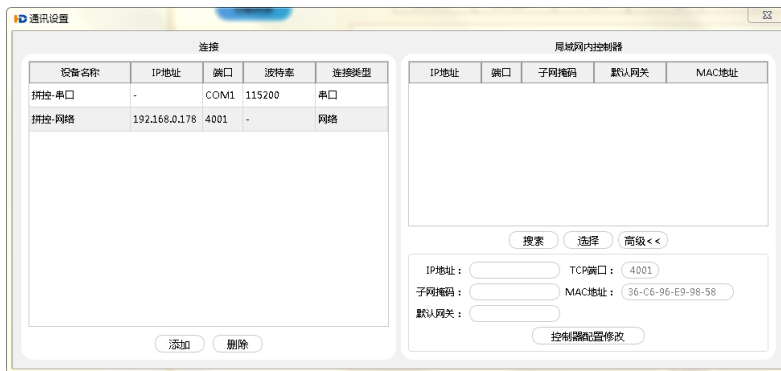 通讯设置
连接
设备名称 IP地址 端口 波特率 连接类型
拼控-串口 - COM1 115200 串口
拼控-网络 192.168.0.178 4001 - 网络
添加 删除
局域网内控制器
IP地址 端口 子网掩码 默认网关 MAC地址
搜索 选择 高级<<
IP地址： TCP端口： 4001
子网掩码： MAC地址： 36-C6-96-E9-98-58
默认网关：
控制器配置修改